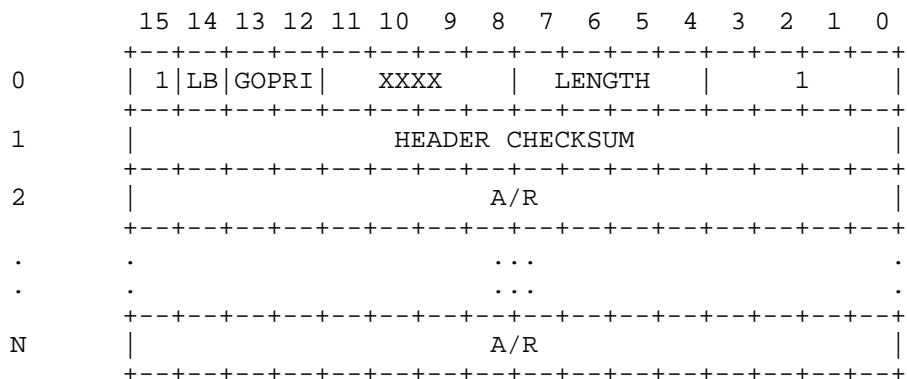 15 14 13 12 11 10 9 8 7 6 5 4 3 2 1 0
+--+--+--+--+--+--+--+--+--+--+--+--+--+--+--+--+
0 | 1|LB|GOPRI| XXXX | LENGTH | 1 |
+--+--+--+--+--+--+--+--+--+--+--+--+--+--+--+--+
1 | HEADER CHECKSUM |
+--+--+--+--+--+--+--+--+--+--+--+--+--+--+--+--+
2 | A/R |
+--+--+--+--+--+--+--+--+--+--+--+--+--+--+--+--+
. . ... .
. . ... .
+--+--+--+--+--+--+--+--+--+--+--+--+--+--+--+--+
N | A/R |
+--+--+--+--+--+--+--+--+--+--+--+--+--+--+--+--+